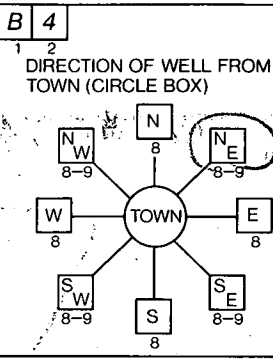 B 4
1 2
DIRECTION OF WELL FROM
TOWN (CIRCLE BOX)
N
8
NW
8-9
NE
8-9
W
8
TOWN
E
8
SW
8-9
S
8
SE
8-9